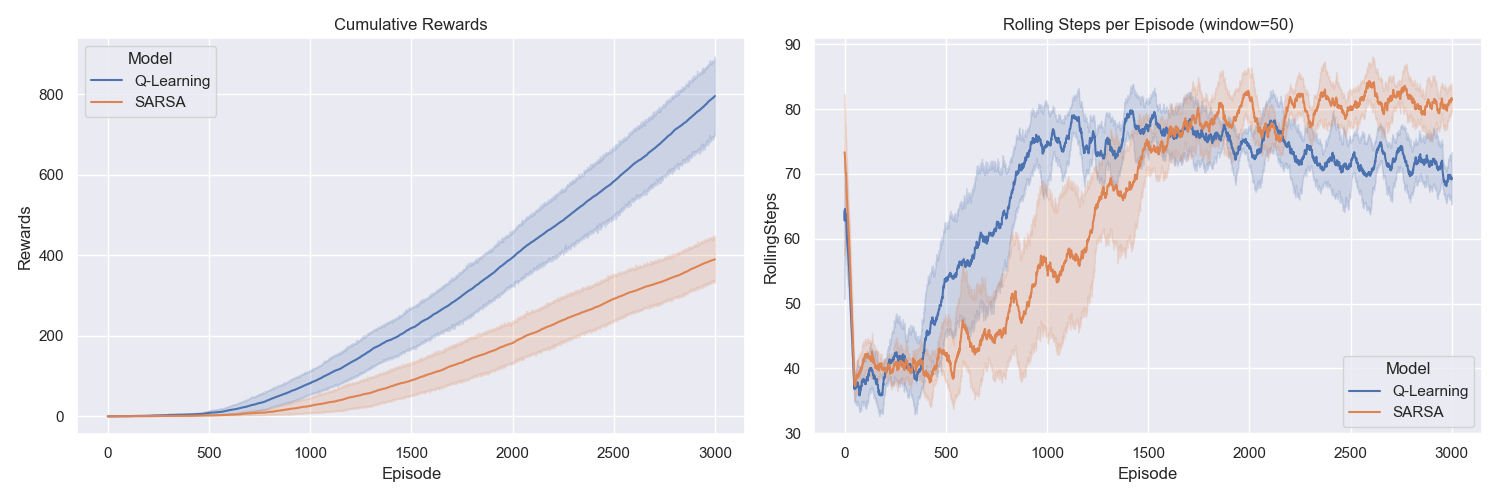 Cumulative Rewards
Model
Q-Learning
SARSA
800
600
400
200
0
Rewards
0
500
1000
1500
2000
2500
3000
Episode
Rolling Steps per Episode (window=50)
90
80
70
60
50
40
30
RollingSteps
Model
Q-Learning
SARSA
0
500
1000
1500
2000
2500
3000
Episode